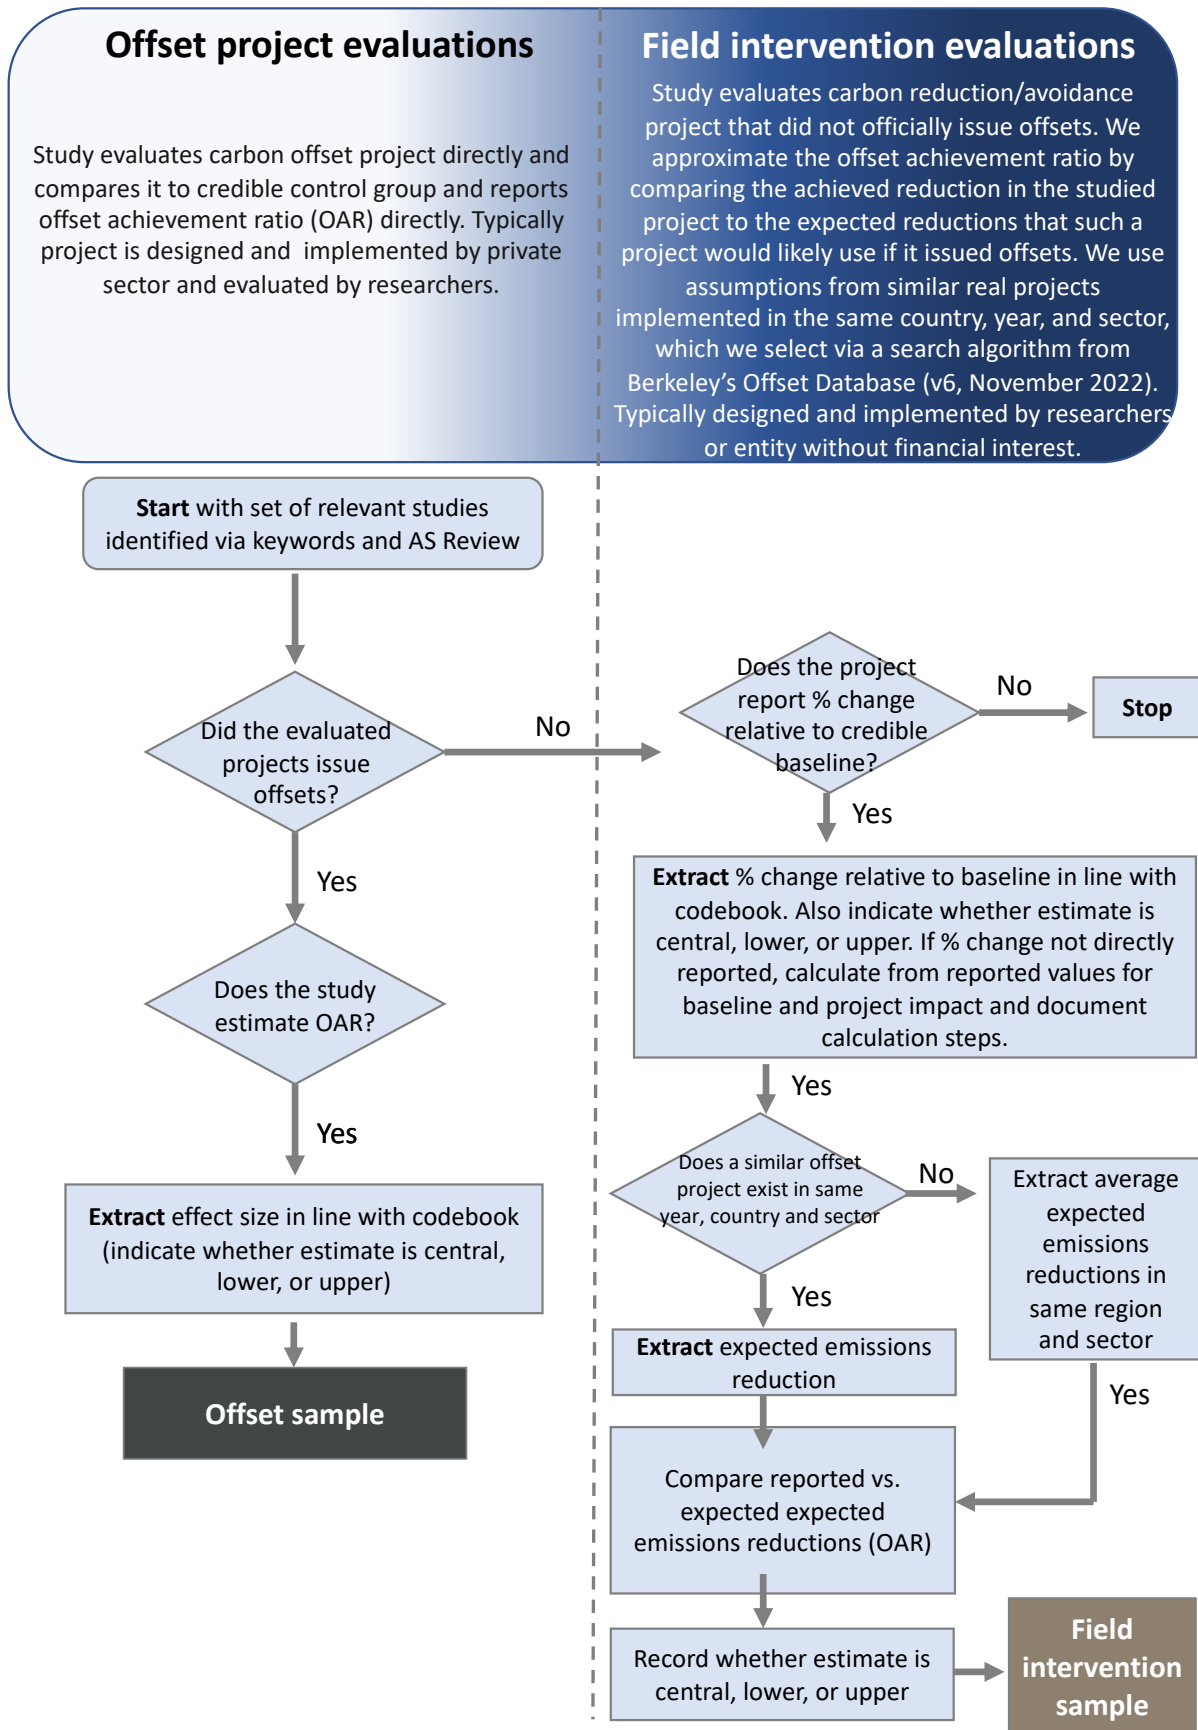 Offset project evaluations
Study evaluates carbon offset project directly and
compares it to credible control group and reports
offset achievement ratio (OAR) directly. Typically
project is designed and implemented by private
sector and evaluated by researchers.
Field intervention evaluations
Study evaluates carbon reduction/avoidance
project that did not officially issue offsets. We
approximate the offset achievement ratio by
comparing the achieved reduction in the studied
project to the expected reductions that such a
project would likely use if it issued offsets. We use
assumptions from similar real projects
implemented in the same country, year, and sector,
which we select via a search algorithm from
Berkeley's Offset Database (v6, November 2022).
Typically designed and implemented by researchers
or entity without financial interest.
Start with set of relevant studies
identified via keywords and AS Review
Did the evaluated
projects issue
offsets?
No
Yes
Does the study
estimate OAR?
Yes
Extract effect size in line with codebook
(indicate whether estimate is central,
lower, or upper)
Offset sample
Does the project
report % change
relative to credible
baseline?
No
Stop
Yes
Extract % change relative to baseline in line with
codebook. Also indicate whether estimate is
central, lower, or upper. If % change not directly
reported, calculate from reported values for
baseline and project impact and document
calculation steps.
Yes
Does a similar offset
project exist in same
year, country and sector
No
Extract average
expected
emissions
reductions in
same region
and sector
Yes
Yes
Extract expected emissions
reduction
Compare reported vs.
expected expected
emissions reductions (OAR)
Record whether estimate is
central, lower, or upper
Field
intervention
sample